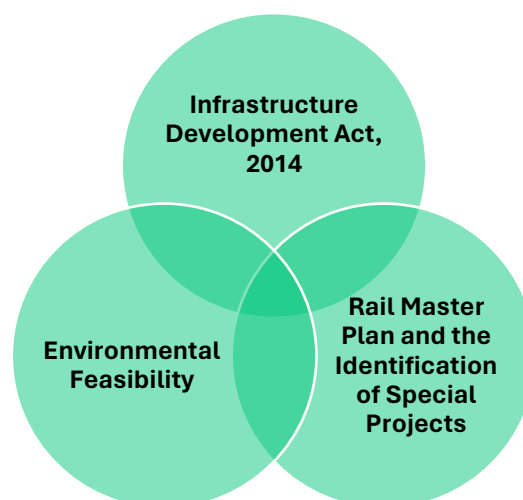 Infrastructure
Development Act,
2014
Environmental
Feasibility
Rail Master
Plan and the
Identification
of Special
Projects